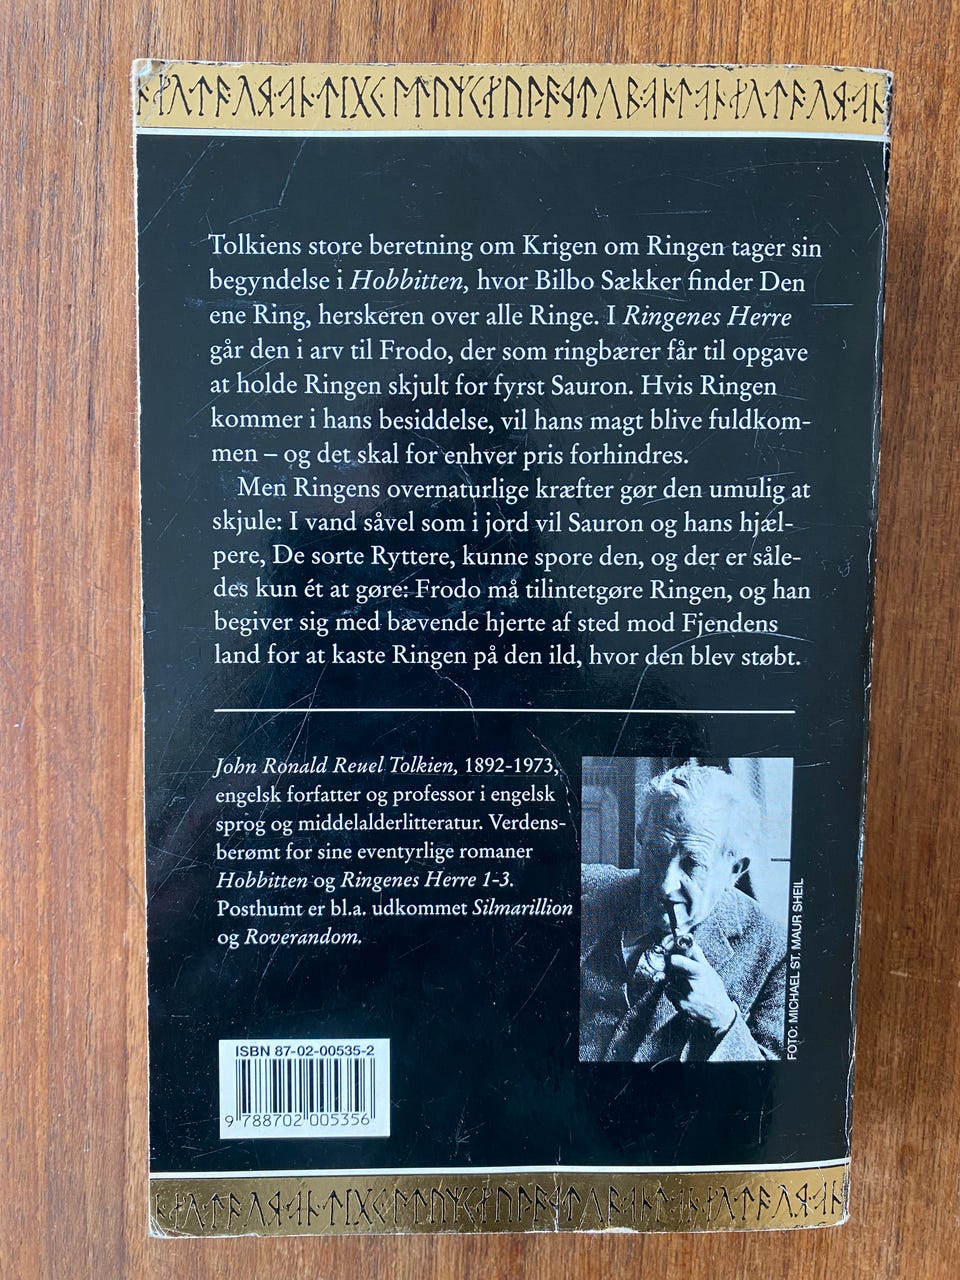 Tolkiens store beretning om Krigen om Ringen tager sin
begyndelse i Hobbitten, hvor Bilbo Sækker finder Den
ene Ring, herskeren over alle Ringe. I Ringenes Herre
går den i arv til Frodo, der som ringbærer får til opgave
at holde Ringen skjult for fyrst Sauron. Hvis Ringen
kommer i hans besiddelse, vil hans magt blive fuldkom-
men – og det skal for enhver pris forhindres.
Men Ringens overnaturlige kræfter gør den umulig at
skjule: I vand såvel som i jord vil Sauron og hans hjæl-
pere, De sorte Ryttere, kunne spore den, og der er såle-
des kun ét at gøre: Frodo må tilintetgøre Ringen, og han
begiver sig med bævende hjerte af sted mod Fjendens
land for at kaste Ringen på den ild, hvor den blev støbt.
John Ronald Reuel Tolkien, 1892-1973,
engelsk forfatter og professor i engelsk
sprog og middelalderlitteratur. Verdens-
berømt for sine eventyrlige romaner
Hobbitten og Ringenes Herre 1-3.
Posthumt er bl.a. udkommet Silmarillion
og Roverandom.
FOTO: MICHAEL ST. MAUR SHEIL
ISBN 87-02-00535-2
9 788702 005356